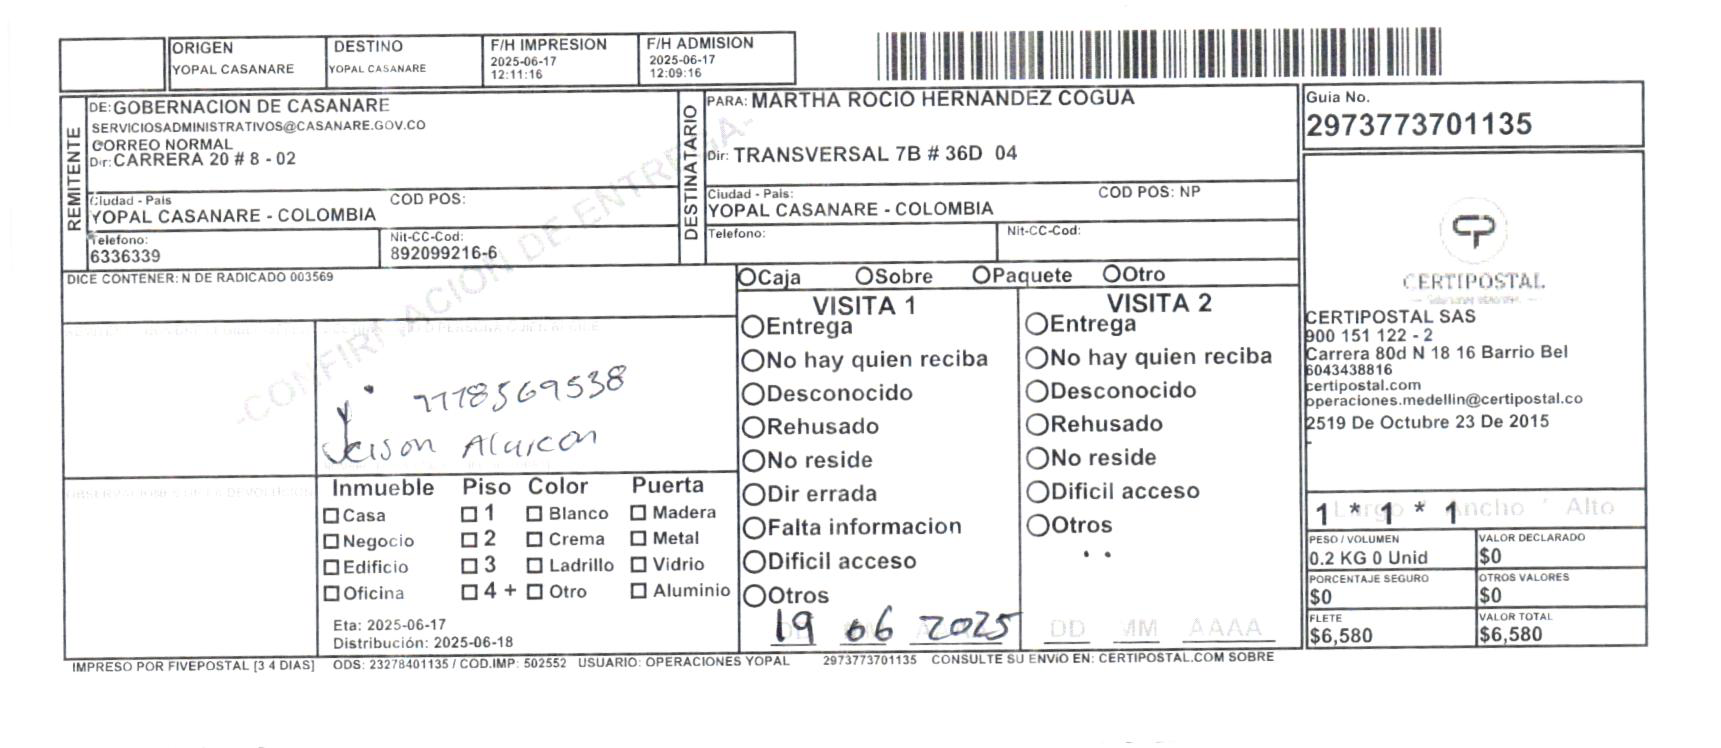 ORIGEN
YOPAL CASANARE
DESTINO
YOPAL CASANARE
F/H IMPRESION
2025-06-17
12:11:16
F/H ADMISION
2025-06-17
12:09:16
REMITENTE
DE: GOBERNACION DE CASANARE
SERVICIOSADMINISTRATIVOS@CASANARE.GOV.CO
CORREO NORMAL
Dir: CARRERA 20 # 8 - 02
Ciudad - Pais
COD POS:
YOPAL CASANARE - COLOMBIA
Telefono:
6336339
Nit-CC-Cod:
892099216-6
DESTINATARIO
PARA: MARTHA ROCIO HERNANDEZ COGUA
Dir: TRANSVERSAL 7B # 36D 04
Ciudad - Pais:
COD POS: NP
YOPAL CASANARE - COLOMBIA
Telefono:
Nit-CC-Cod:
Guia No.
2973773701135
CERTIPOSTAL
CERTIPOSTAL SAS
900 151 122 - 2
Carrera 80d N 18 16 Barrio Bel
6043438816
certipostal.com
operaciones.medellin@certipostal.co
2519 De Octubre 23 De 2015
-
DICE CONTENER: N DE RADICADO 003569
-CONFIRMACION DE ENTREGA-
Caja Sobre Paquete Otro
VISITA 1
Entrega
No hay quien reciba
Desconocido
Rehusado
No reside
Dir errada
Falta informacion
Dificil acceso
Otros
19 06 2025
VISITA 2
Entrega
No hay quien reciba
Desconocido
Rehusado
No reside
Dificil acceso
Otros
DD MM AAAA
Alarcon
OBSERVACIONES DE LA DEVOLUCION
Inmueble Piso Color Puerta
Casa 1 Blanco Madera
Negocio 2 Crema Metal
Edificio 3 Ladrillo Vidrio
Oficina 4 + Otro Aluminio
Eta: 2025-06-17
Distribución: 2025-06-18
1 * 1 * 1
Largo * Ancho * Alto
PESO / VOLUMEN
0.2 KG 0 Unid
VALOR DECLARADO
$0
PORCENTAJE SEGURO
$0
OTROS VALORES
$0
FLETE
$6,580
VALOR TOTAL
$6,580
IMPRESO POR FIVEPOSTAL [3 4 DIAS] ODS: 23278401135 / COD.IMP: 502552 USUARIO: OPERACIONES YOPAL 2973773701135 CONSULTE SU ENVIO EN: CERTIPOSTAL.COM SOBRE